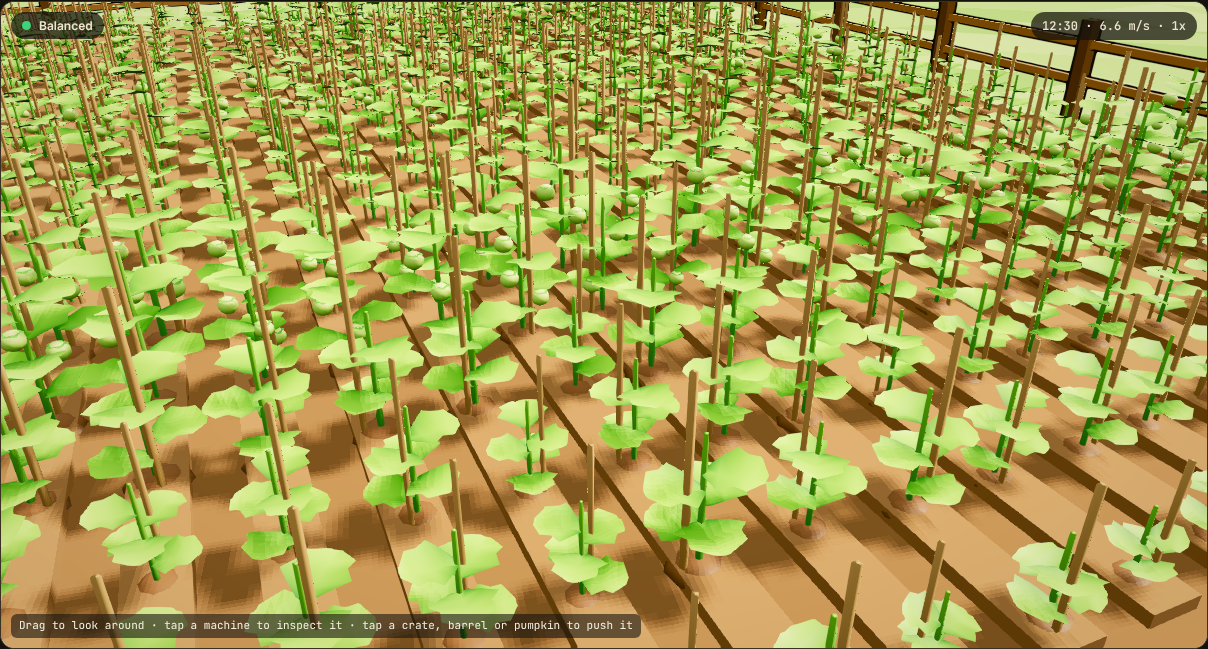 Balanced
12:30 · 6.6 m/s · 1x
Drag to look around · tap a machine to inspect it · tap a crate, barrel or pumpkin to push it